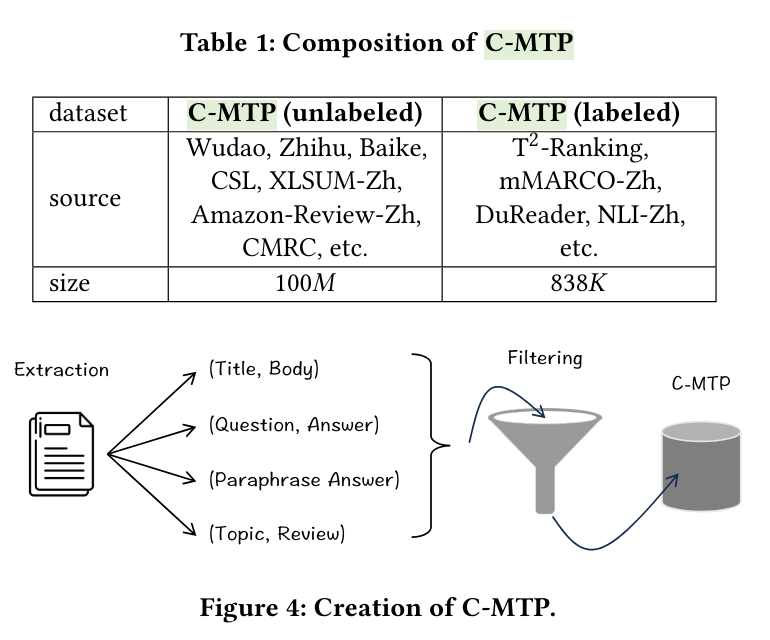 Table 1: Composition of C-MTP
dataset C-MTP (unlabeled) C-MTP (labeled)
source
Wudao, Zhihu, Baike,
CSL, XLSUM-Zh,
Amazon-Review-Zh,
CMRC, etc.
T²-Ranking,
mMARCO-Zh,
DuReader, NLI-Zh,
etc.
size 100M 838K
Extraction
(Title, Body)
(Question, Answer)
(Paraphrase Answer)
(Topic, Review)
Filtering
C-MTP
Figure 4: Creation of C-MTP.